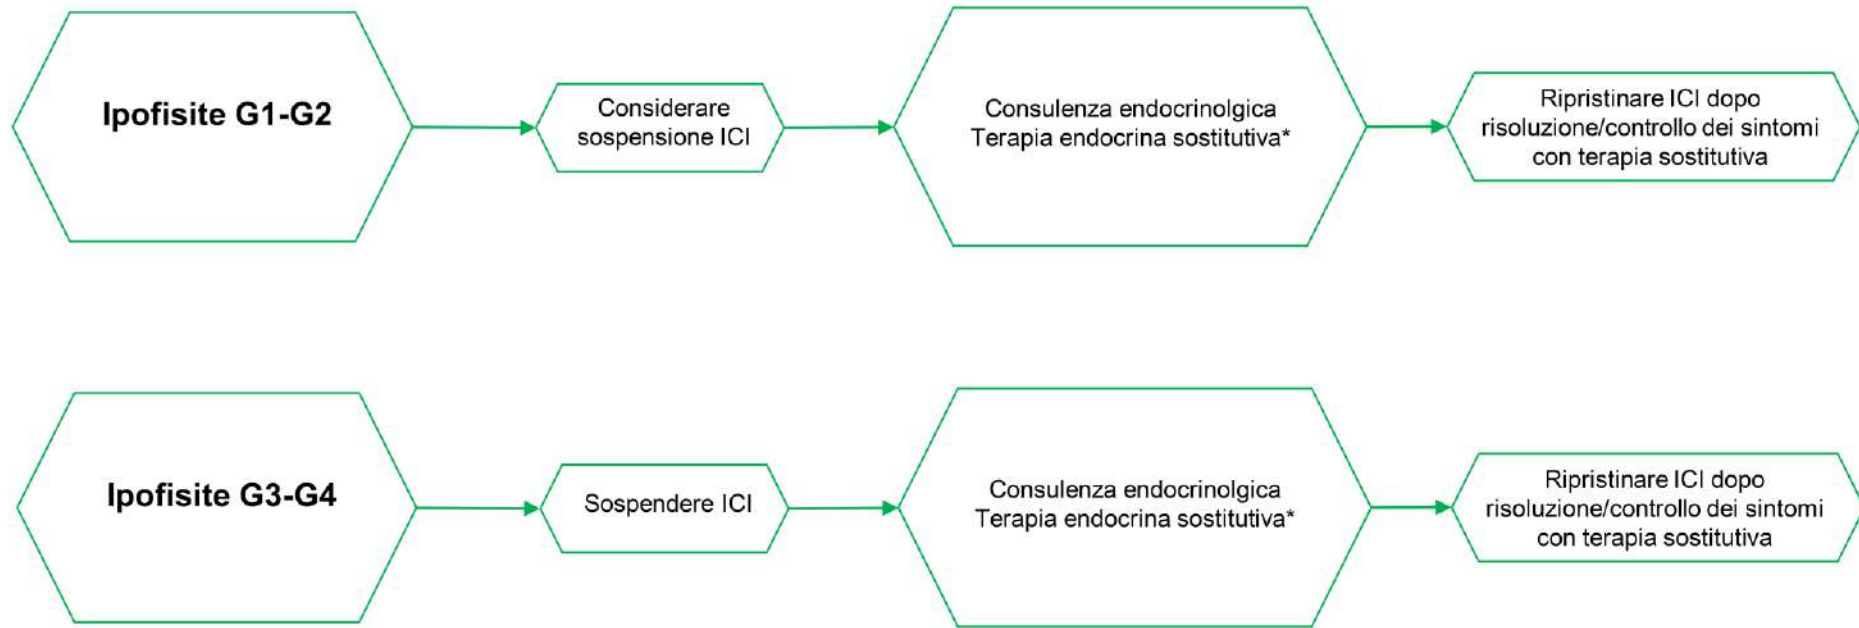 Ipofisite G1-G2
Considerare
sospensione ICI
Consulenza endocrinolgica
Terapia endocrina sostitutiva*
Ripristinare ICI dopo
risoluzione/controllo dei sintomi
con terapia sostitutiva
Ipofisite G3-G4
Sospendere ICI
Consulenza endocrinolgica
Terapia endocrina sostitutiva*
Ripristinare ICI dopo
risoluzione/controllo dei sintomi
con terapia sostitutiva